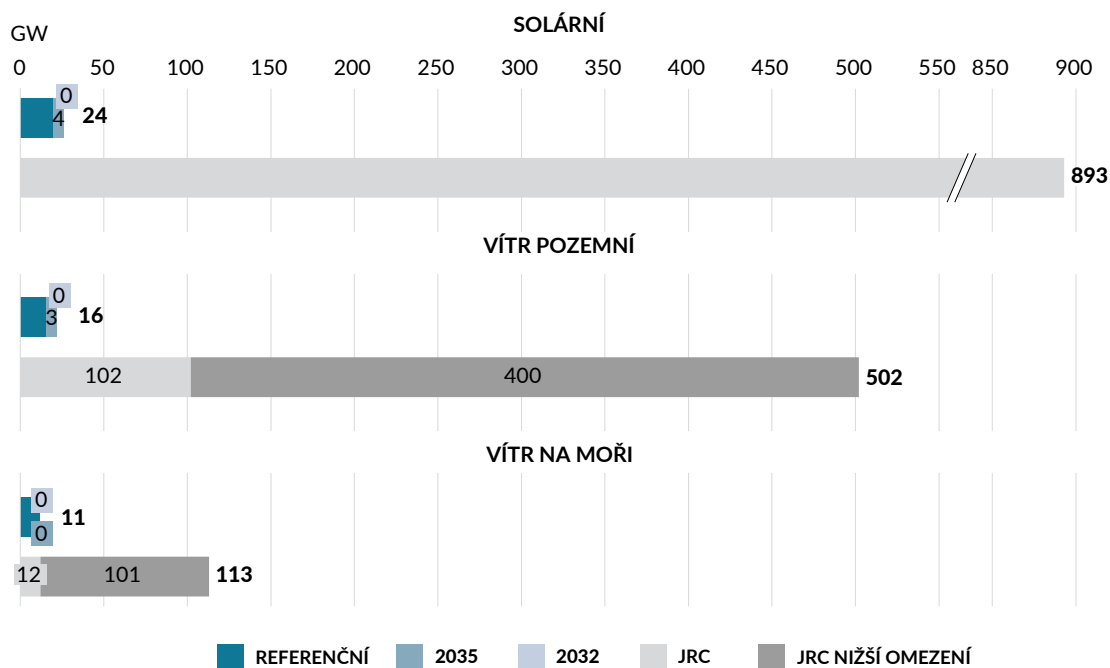 SOLÁRNÍ
GW
0 50 100 150 200 250 300 350 400 450 500 550 850 900
0
4 24
893
VÍTR POZEMNÍ
0
3 16
102 400 502
VÍTR NA MOŘI
0
11
0
12 101 113
REFERENČNÍ 2035 2032 JRC JRC NIŽŠÍ OMEZENÍ